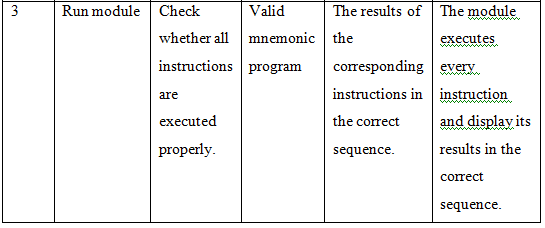 3
Run module
Check
whether all
instructions
are
executed
properly.
Valid
mnemonic
program
The results of
the
corresponding
instructions in
the correct
sequence.
The module
executes
every
instruction
and display its
results in the
correct
sequence.